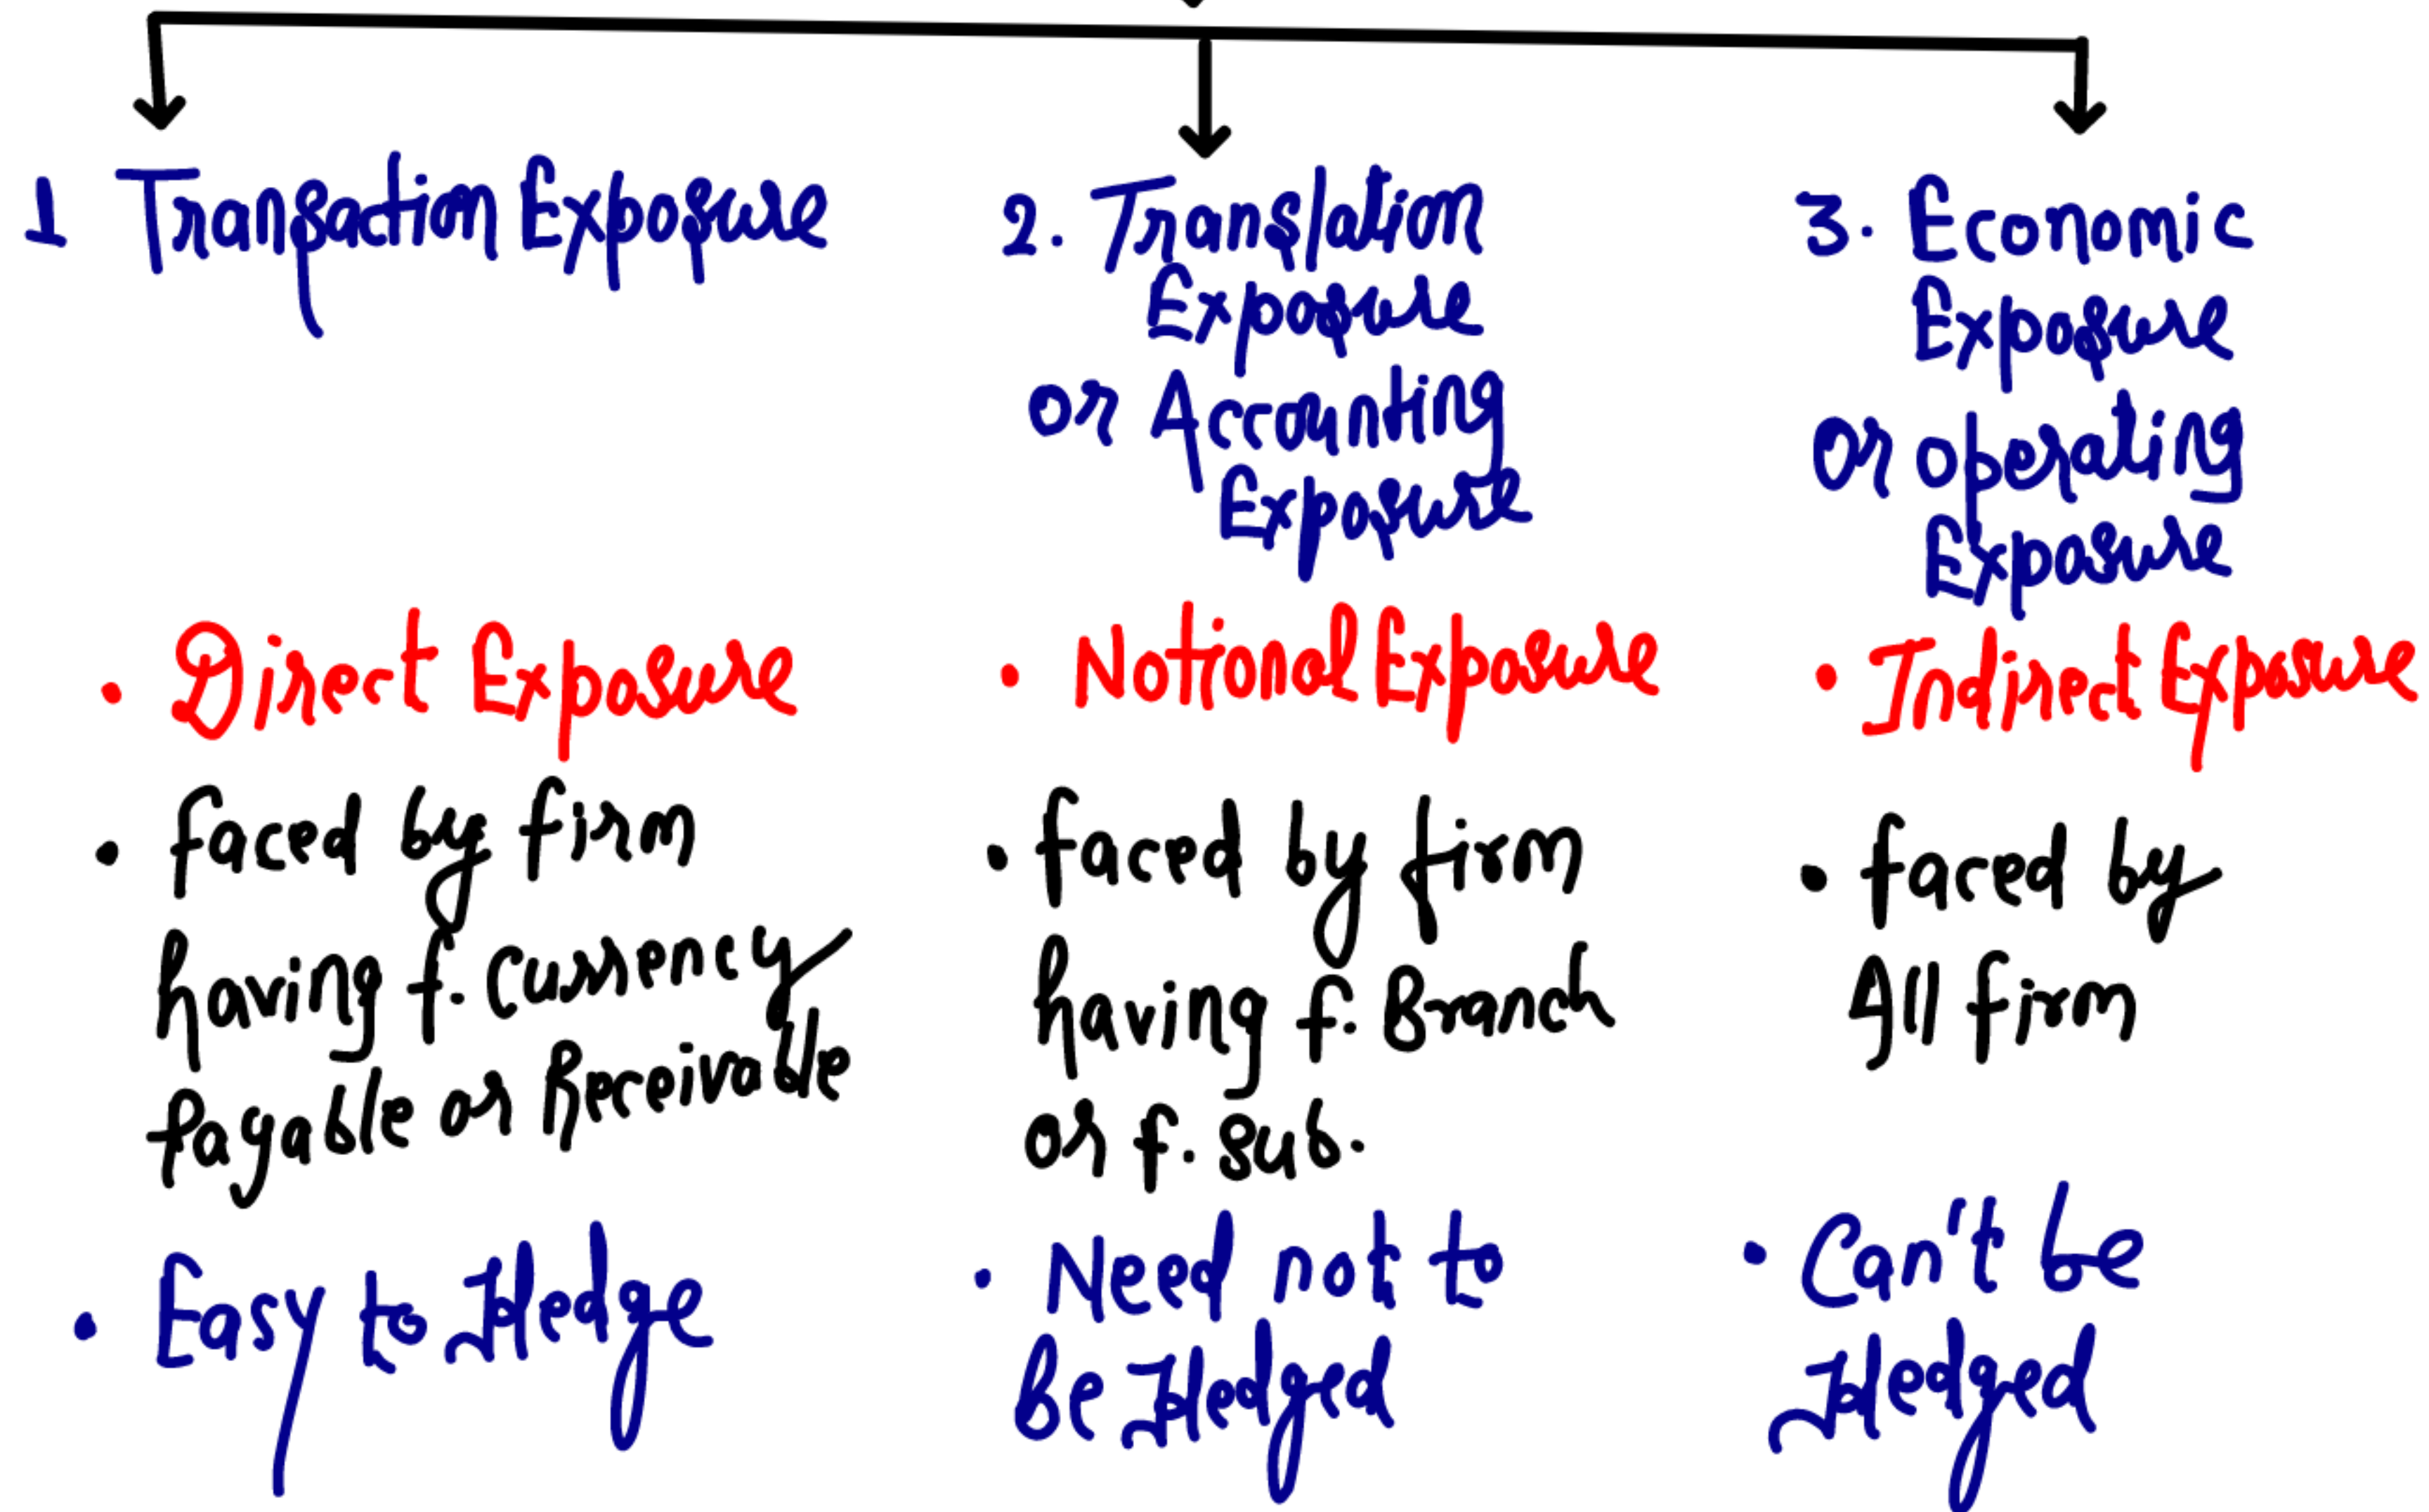 1 Transaction Exposure
2. Translation
Exposure
or Accounting
Exposure
3. Economic
Exposure
Or operating
Exposure
• Direct Exposure
• faced by firm
having f. currency
Payable or Receivable
• Easy to Hedge
• Notional Exposure
• faced by firm
having f. Branch
or f. sub.
• Need not to
Be Hedged
• Indirect Exposure
• faced by
All firm
• Can't be
Hedged